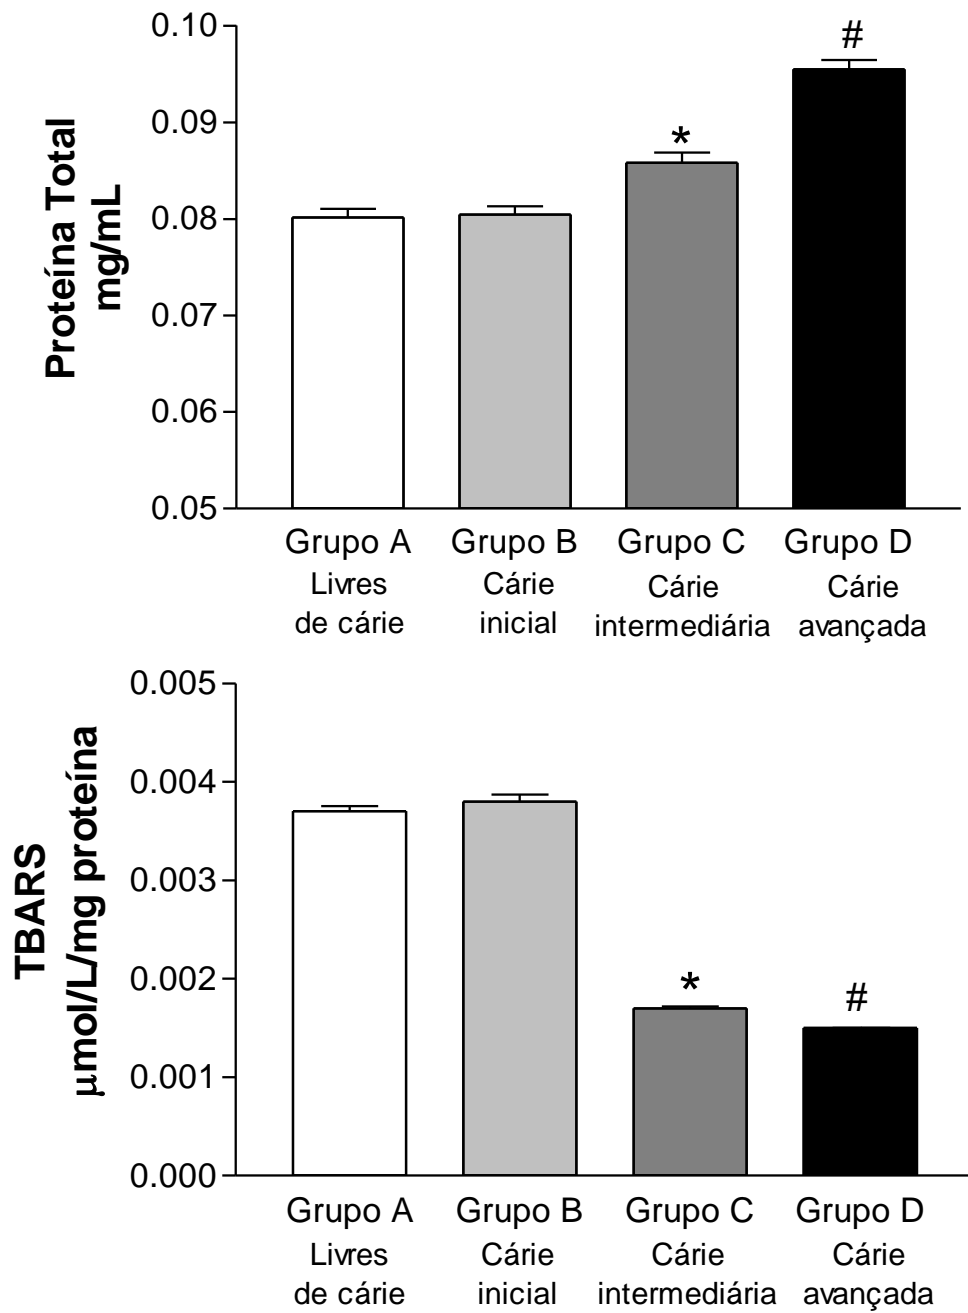 Proteína Total
mg/mL
0.10
0.09
0.08
0.07
0.06
0.05
*
#
Grupo A
Livres
de cárie
Grupo B
Cárie
inicial
Grupo C
Cárie
intermediária
Grupo D
Cárie
avançada
TBARS
µmol/L/mg proteína
0.005
0.004
0.003
0.002
0.001
0.000
*
#
Grupo A
Livres
de cárie
Grupo B
Cárie
inicial
Grupo C
Cárie
intermediária
Grupo D
Cárie
avançada